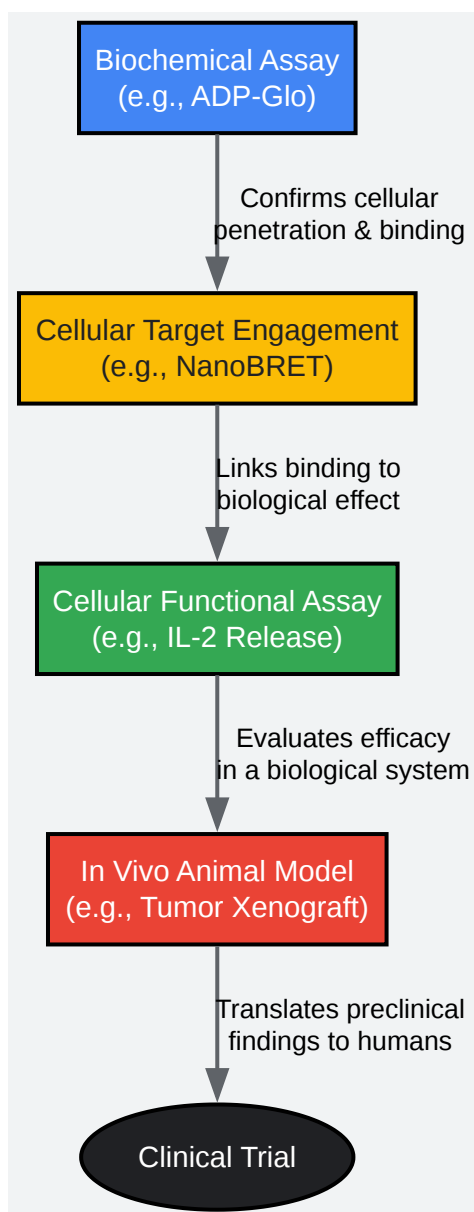 Biochemical Assay
(e.g., ADP-Glo)
Confirms cellular
penetration & binding
Cellular Target Engagement
(e.g., NanoBRET)
Links binding to
biological effect
Cellular Functional Assay
(e.g., IL-2 Release)
Evaluates efficacy
in a biological system
In Vivo Animal Model
(e.g., Tumor Xenograft)
Translates preclinical
findings to humans
Clinical Trial